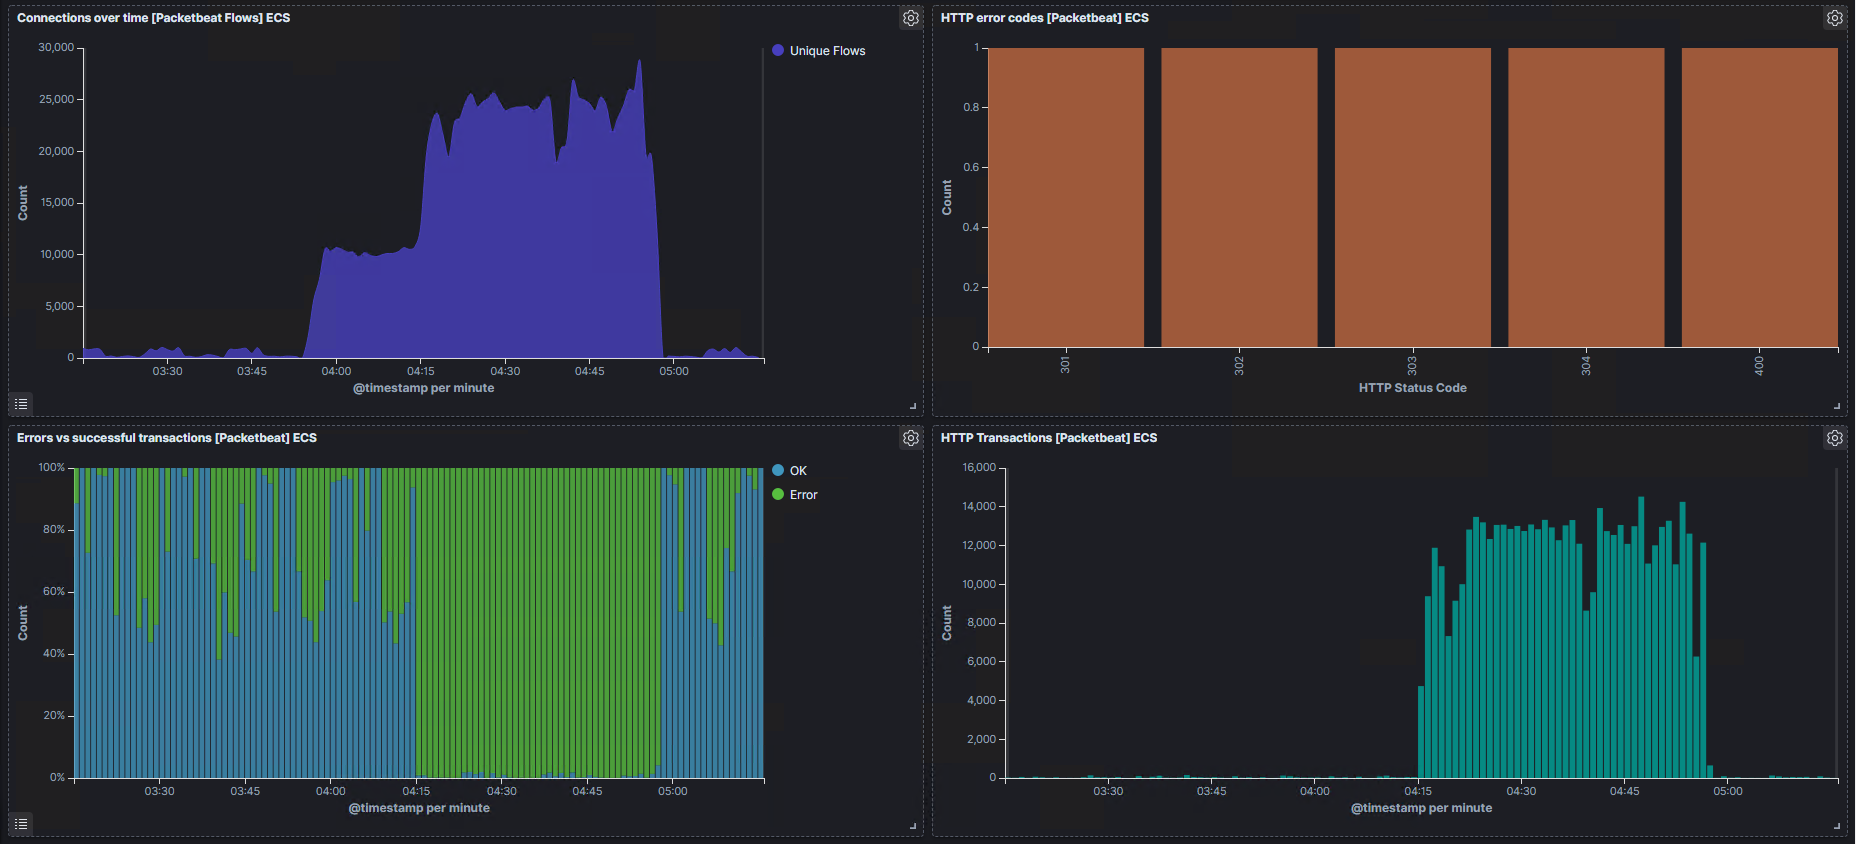 Connections over time [Packetbeat Flows] ECS
30,000
25,000
20,000
15,000
10,000
5,000
0
Count
03:30 03:45 04:00 04:15 04:30 04:45 05:00
@timestamp per minute
Unique Flows
HTTP error codes [Packetbeat] ECS
1
0.8
0.6
0.4
0.2
0
Count
301 302 303 304 400
HTTP Status Code
Errors vs successful transactions [Packetbeat] ECS
100%
80%
60%
40%
20%
0%
Count
03:30 03:45 04:00 04:15 04:30 04:45 05:00
@timestamp per minute
OK
Error
HTTP Transactions [Packetbeat] ECS
16,000
14,000
12,000
10,000
8,000
6,000
4,000
2,000
0
Count
03:30 03:45 04:00 04:15 04:30 04:45 05:00
@timestamp per minute